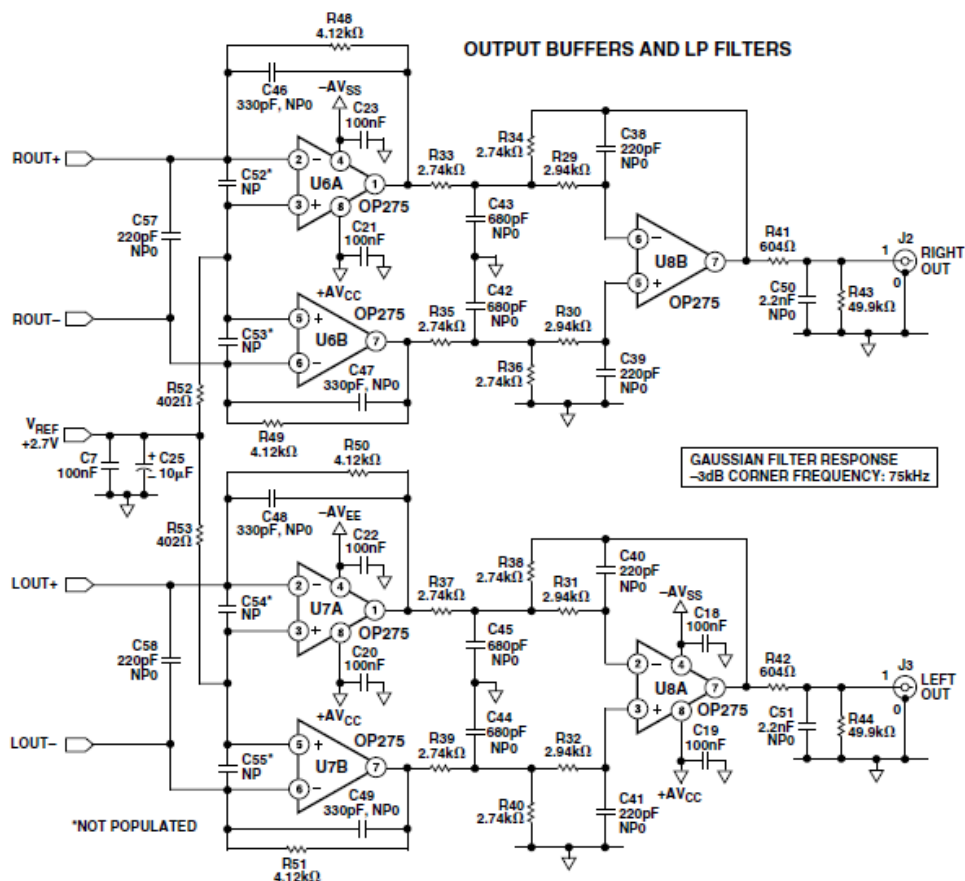 R48
4.12kΩ
OUTPUT BUFFERS AND LP FILTERS
C46
330pF, NP0
–AVSS
C23
100nF
ROUT+
2
–
4
C52*
NP
U6A
1
3
+
8
OP275
C57
220pF
NP0
C21
100nF
+AVCC
R33
2.74kΩ
R34
2.74kΩ
R29
2.94kΩ
C38
220pF
NP0
C43
680pF
NP0
6
–
U8B
7
5
+
OP275
R41
604Ω
J2
1
RIGHT
OUT
0
C50
2.2nF
NP0
R43
49.9kΩ
ROUT–
C53*
NP
5
+
OP275
U6B
7
6
–
C42
680pF
NP0
R35
2.74kΩ
R30
2.94kΩ
R36
2.74kΩ
C39
220pF
NP0
C47
330pF, NP0
R52
402Ω
R49
4.12kΩ
VREF
+2.7V
C7
100nF
C25
10µF
+
–
R50
4.12kΩ
GAUSSIAN FILTER RESPONSE
–3dB CORNER FREQUENCY: 75kHz
C48
330pF, NP0
–AVEE
C22
100nF
R53
402Ω
LOUT+
2
–
4
C54*
NP
U7A
1
3
+
8
OP275
C58
220pF
NP0
C20
100nF
+AVCC
R37
2.74kΩ
R38
2.74kΩ
R31
2.94kΩ
C40
220pF
NP0
–AVSS
C18
100nF
C45
680pF
NP0
2
–
4
U8A
7
3
+
8
OP275
R42
604Ω
J3
1
LEFT
OUT
0
C51
2.2nF
NP0
R44
49.9kΩ
C19
100nF
+AVCC
LOUT–
C55*
NP
5
+
OP275
U7B
7
6
–
C44
680pF
NP0
R39
2.74kΩ
R32
2.94kΩ
R40
2.74kΩ
C41
220pF
NP0
C49
330pF, NP0
*NOT POPULATED
R51
4.12kΩ